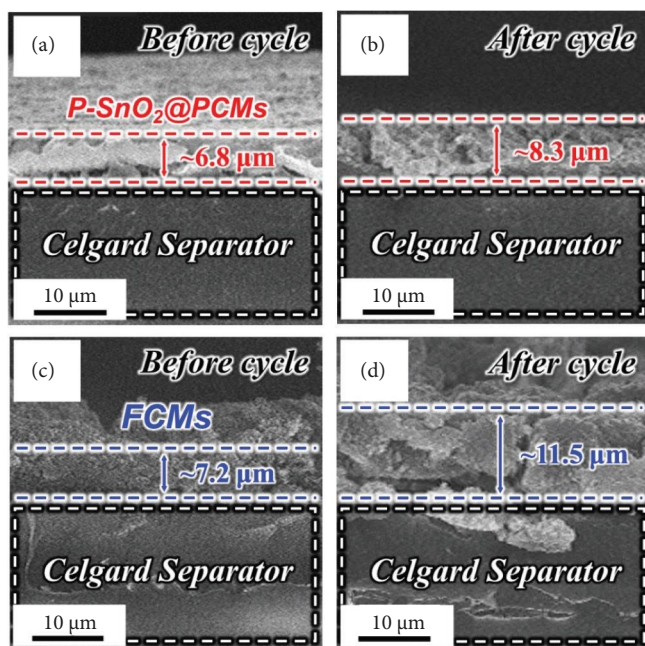 (a)
Before cycle
P-SnO₂@PCMs
~6.8 μm
Celgard Separator
10 μm
(b)
After cycle
~8.3 μm
Celgard Separator
10 μm
(c)
Before cycle
FCMs
~7.2 μm
Celgard Separator
10 μm
(d)
After cycle
~11.5 μm
Celgard Separator
10 μm